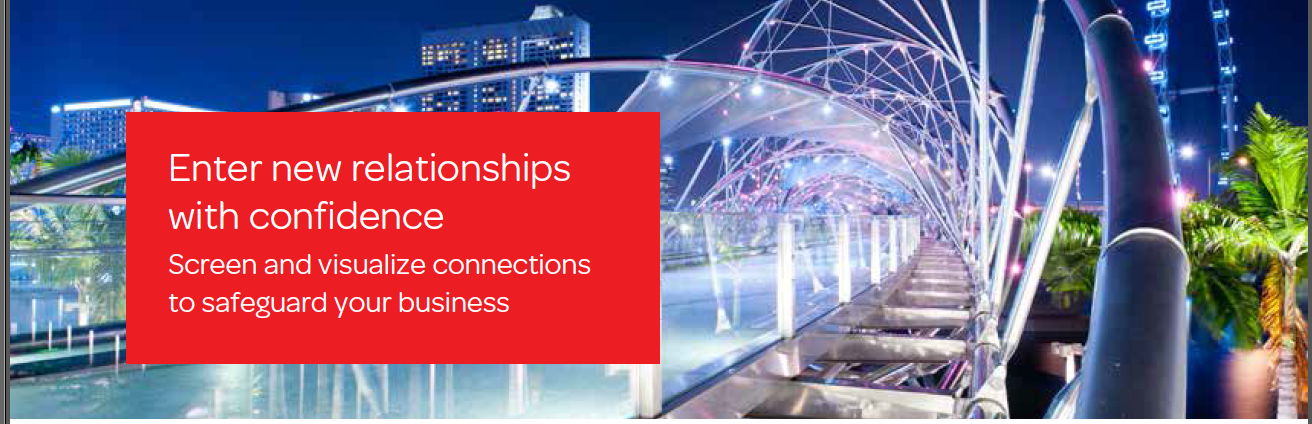 Enter new relationships
with confidence
Screen and visualize connections
to safeguard your business